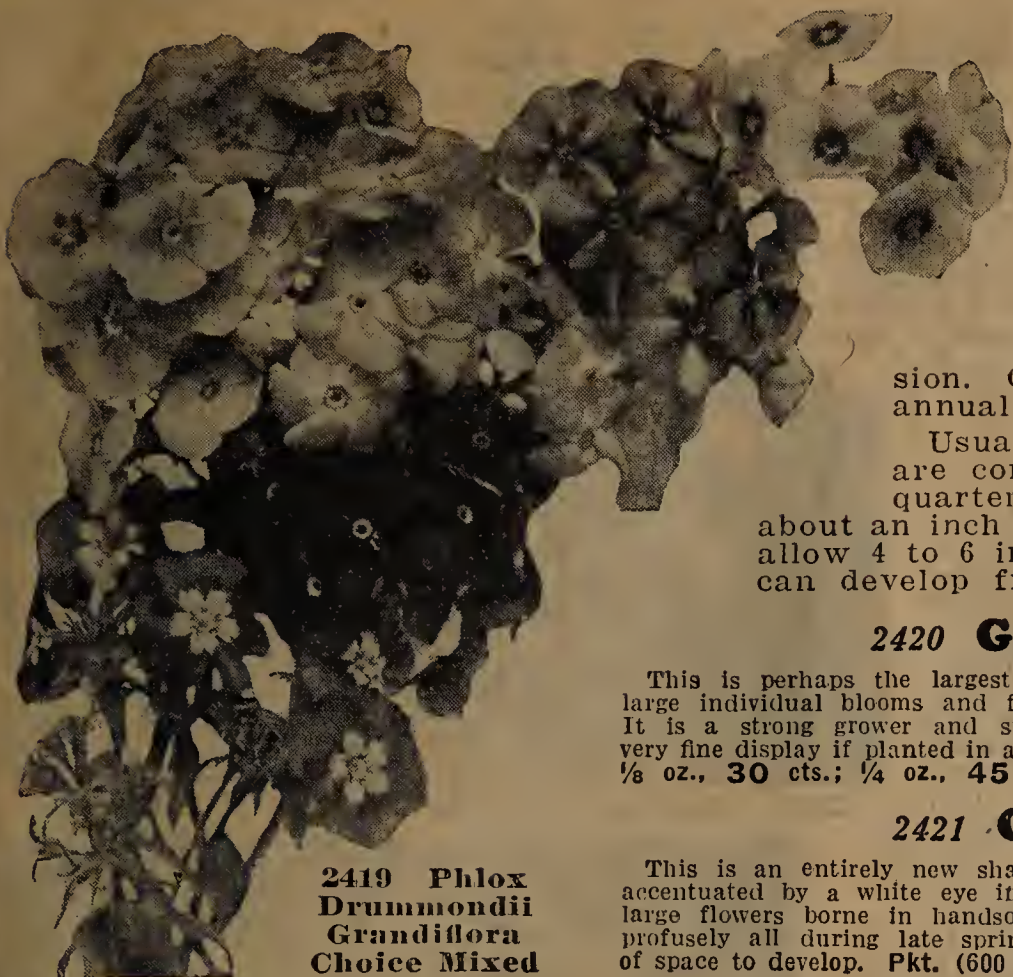 sion.
annual
Usua
are con
quarter
about an inch
allow 4 to 6 in
can develop f
2420 G
This is perhaps the largest
large individual blooms and f
It is a strong grower and s
very fine display if planted in a
⅛ oz., 30 cts.; ¼ oz., 45
2421
This is an entirely new sha
accentuated by a white eye it
large flowers borne in handso
profusely all during late sprin
of space to develop. Pkt. (600
2419 Phlox
Drummondii
Grandiflora
Choice Mixed